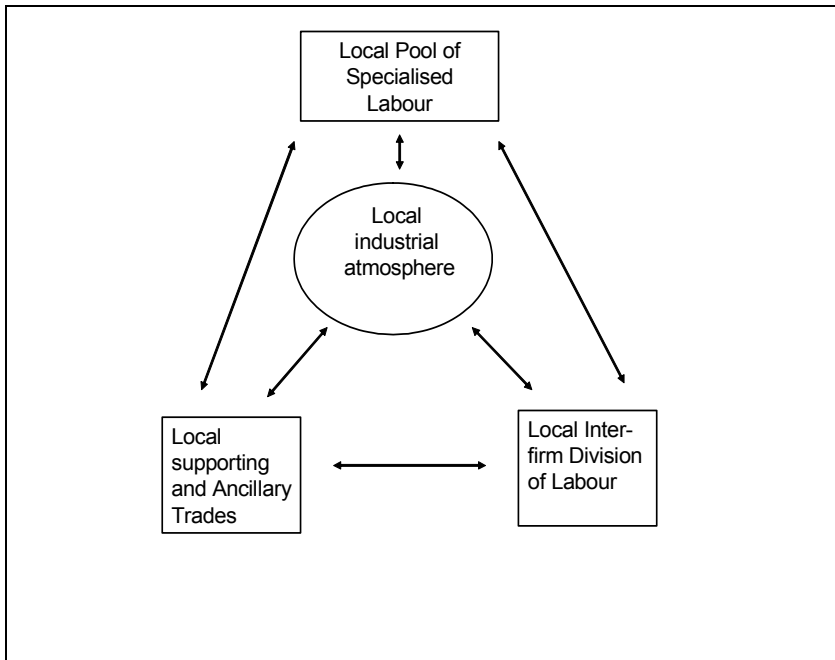 Local Pool of
Specialised
Labour
Local
industrial
atmosphere
Local
supporting
and Ancillary
Trades
Local Inter-
firm Division
of Labour